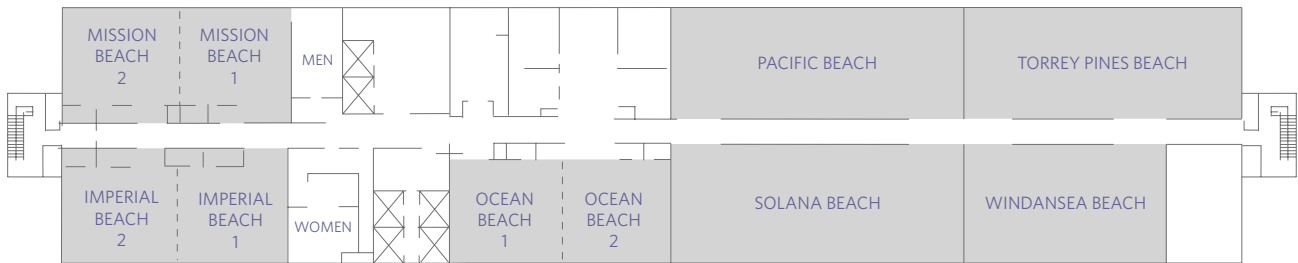 MISSION
BEACH
2
MISSION
BEACH
1
MEN
PACIFIC BEACH
TORREY PINES BEACH
IMPERIAL
BEACH
2
IMPERIAL
BEACH
1
WOMEN
OCEAN
BEACH
1
OCEAN
BEACH
2
SOLANA BEACH
WINDANSEA BEACH